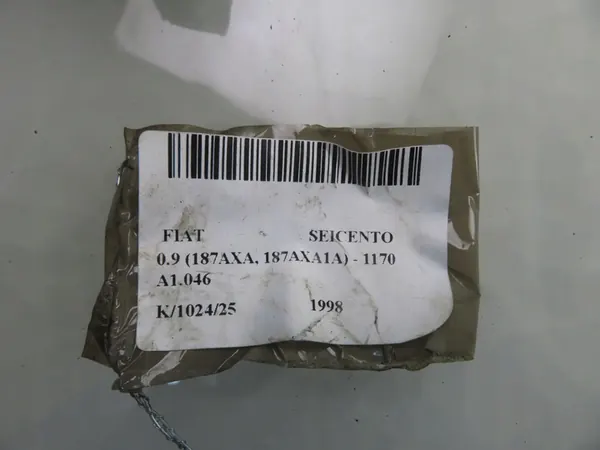 FIAT SEICENTO
0.9 (187AXA, 187AXA1A) - 1170
A1.046
K/1024/25 1998